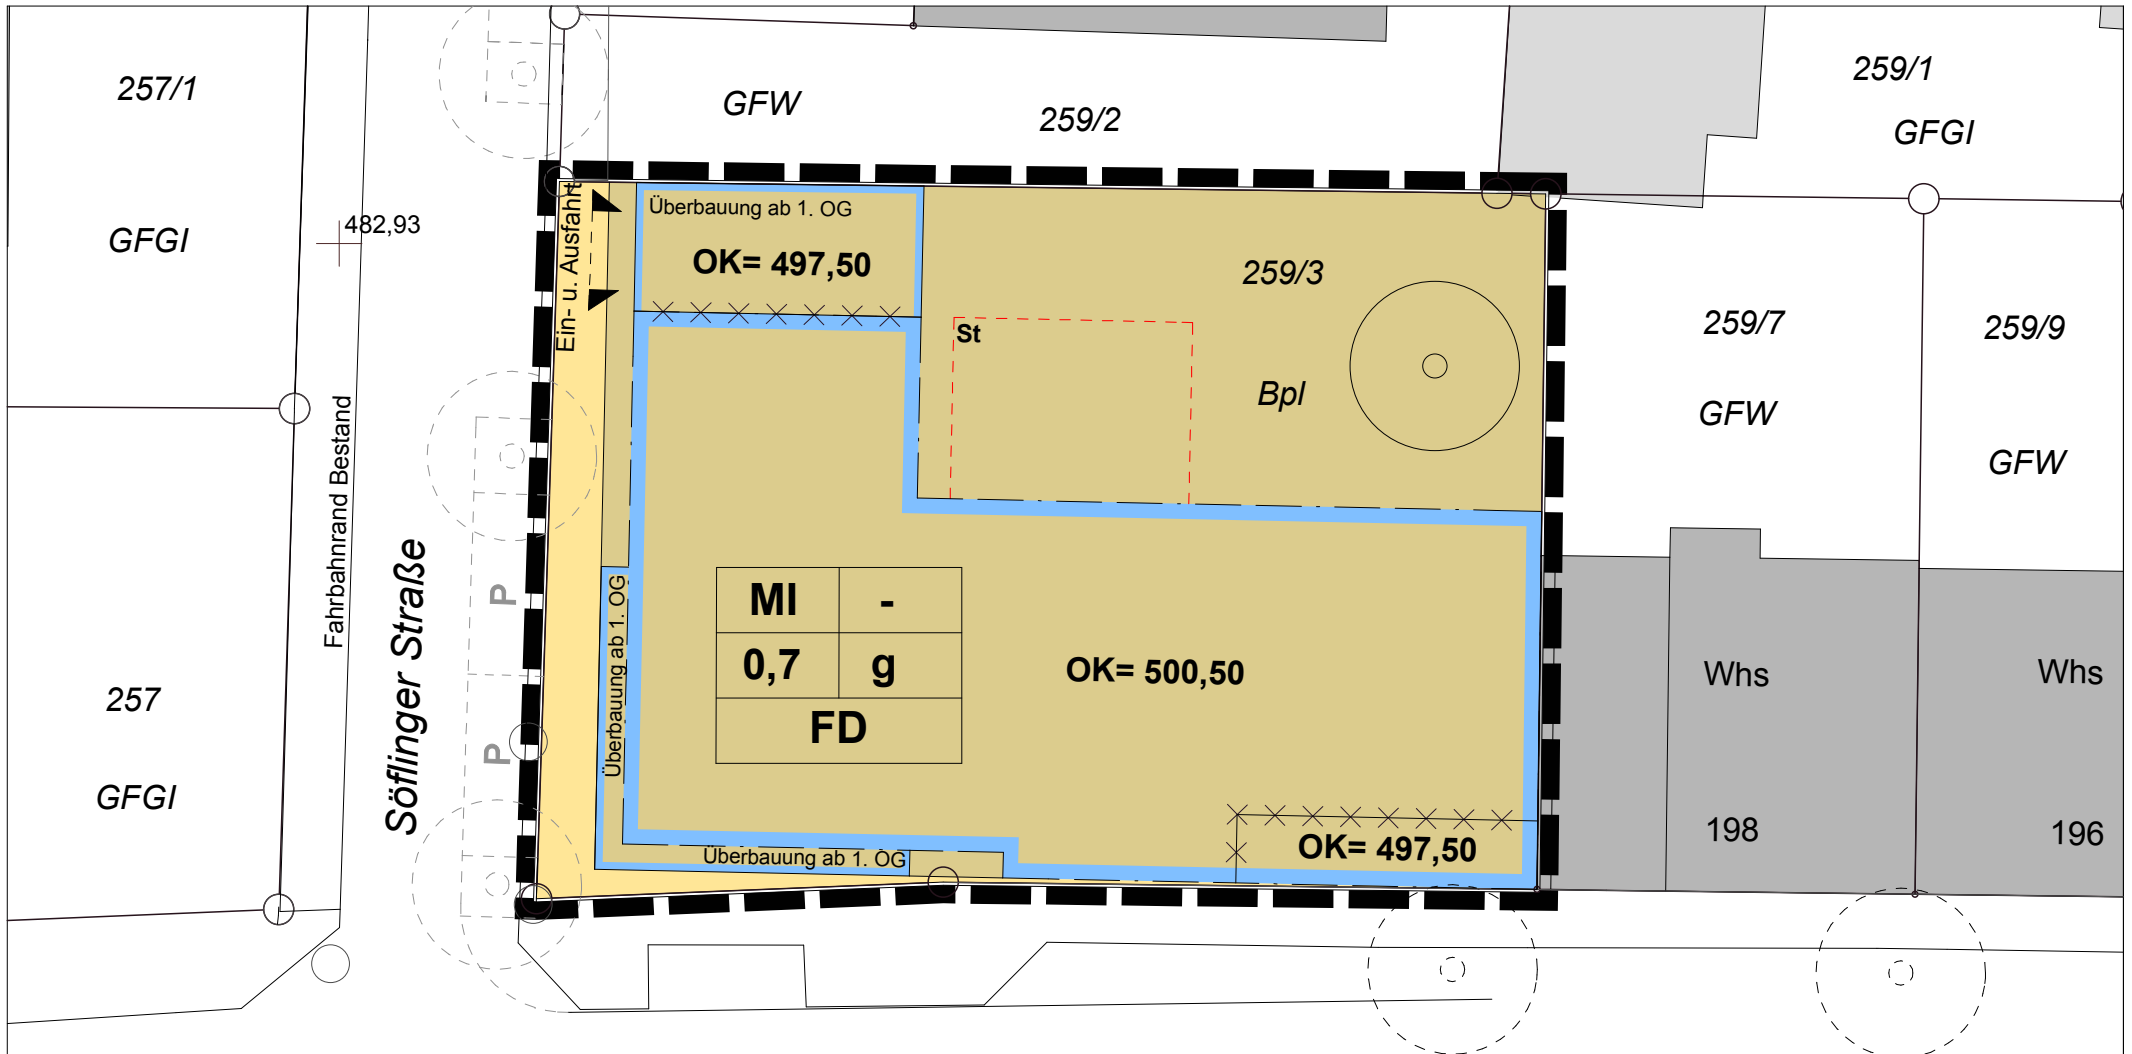 257/1
GFGI
482,93
257
GFGI
Fahrbahnrand Bestand
Söflinger Straße
P
P
GFW
259/2
259/1
GFGI
Ein- u. Ausfahrt
Überbauung ab 1. OG
OK= 497,50
St
259/3
Bpl
259/7
GFW
259/9
GFW
Überbauung ab 1. OG
MI -
0,7 g
FD
OK= 500,50
Überbauung ab 1. OG
OK= 497,50
Whs
198
Whs
196